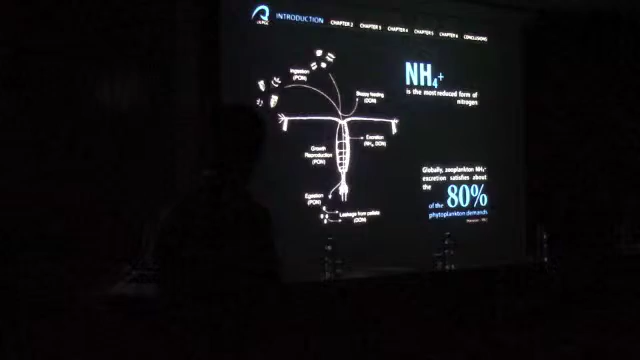 INTRODUCTION CHAPTER 2 CHAPTER 3 CHAPTER 4 CHAPTER 5 CHAPTER 6 CONCLUSIONS
Ingestion
(PON)
Sloppy feeding
(DON)
Excretion
(NH₄, DON)
Growth
Reproduction
(PON)
Egestion
(PON)
Leakage from pellets
(DON)
NH₄⁺
is the most reduced form of
nitrogen
Globally, zooplankton NH₄⁺
excretion satisfies about
the 80%
of the
phytoplankton demands